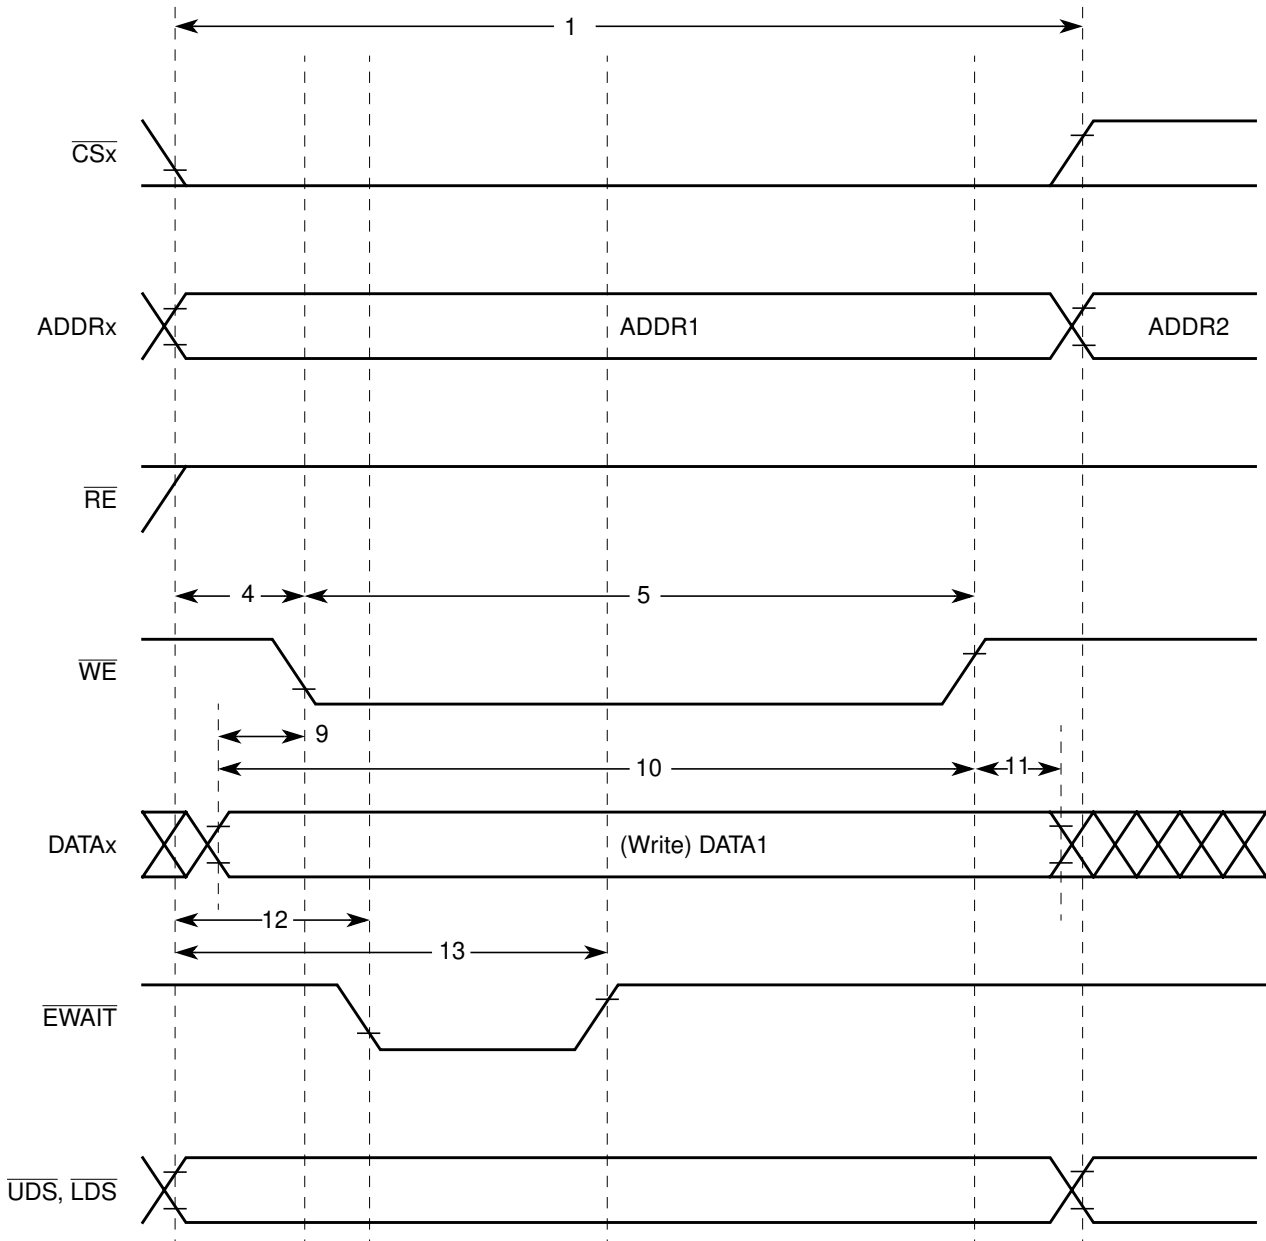 1
CSx
ADDRx ADDR1 ADDR2
RE
4 5
WE
9
10 11
DATAx (Write) DATA1
12
13
EWAIT
UDS, LDS